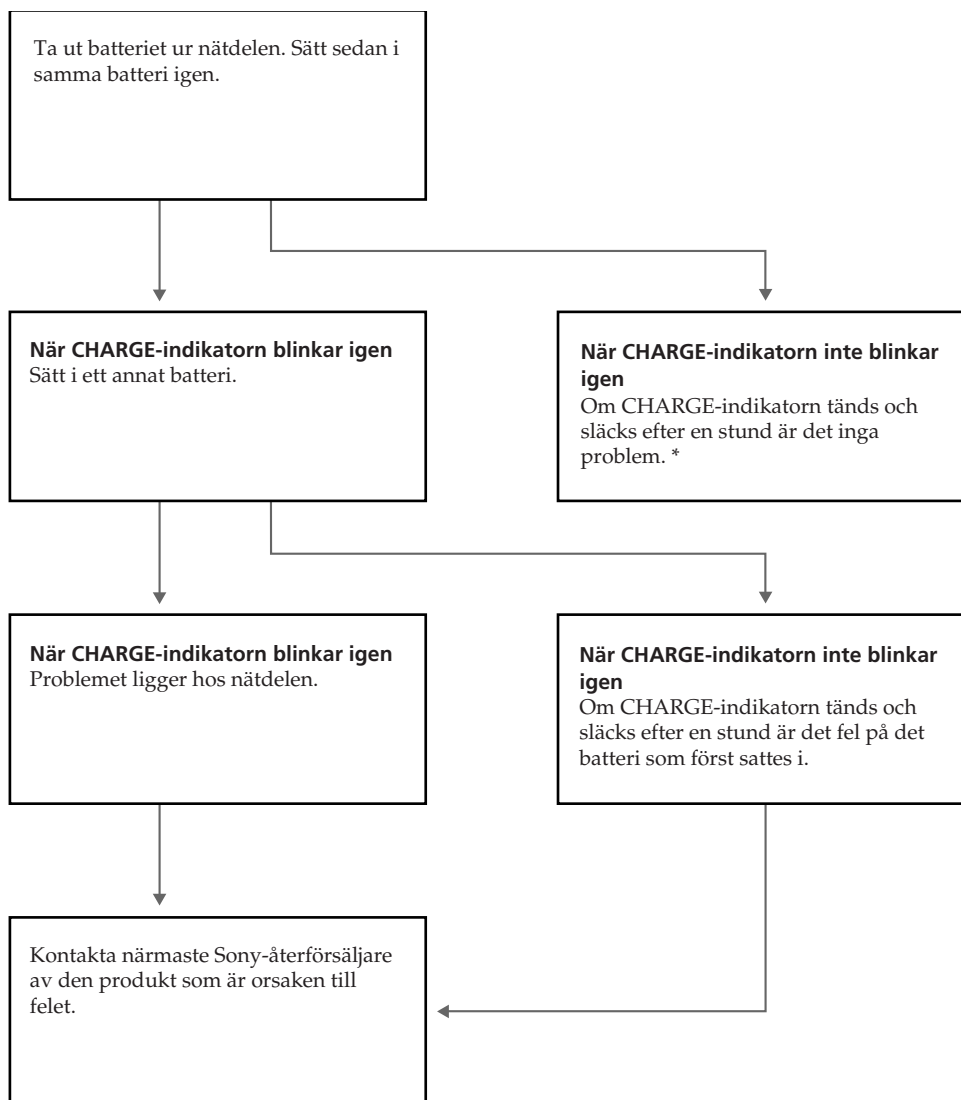 Ta ut batteriet ur nätdelen. Sätt sedan i
samma batteri igen.
När CHARGE-indikatorn blinkar igen
Sätt i ett annat batteri.
När CHARGE-indikatorn inte blinkar
igen
Om CHARGE-indikatorn tänds och
släcks efter en stund är det inga
problem. *
När CHARGE-indikatorn blinkar igen
Problemet ligger hos nätdelen.
När CHARGE-indikatorn inte blinkar
igen
Om CHARGE-indikatorn tänds och
släcks efter en stund är det fel på det
batteri som först sattes i.
Kontakta närmaste Sony-återförsäljare
av den produkt som är orsaken till
felet.